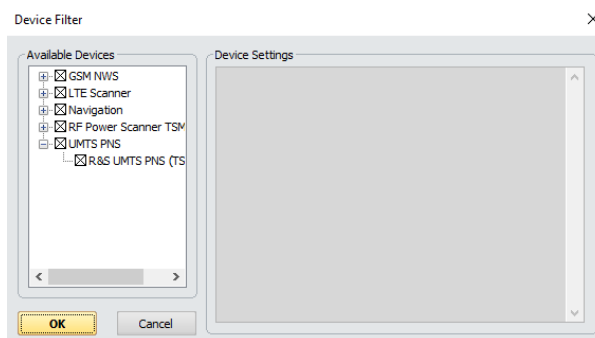 Device Filter
Available Devices
GSM NWS
LTE Scanner
Navigation
RF Power Scanner TSM
UMTS PNS
R&S UMTS PNS (TS
Device Settings
OK
Cancel